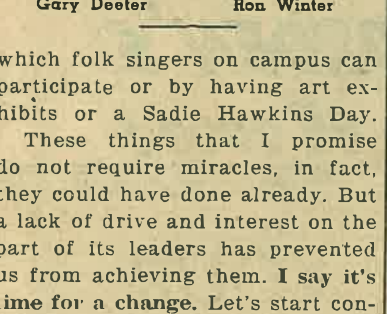 Gary Deeter Ron Winter
which folk singers on campus can
participate or by having art ex-
hibits or a Sadie Hawkins Day.
These things that I promise
do not require miracles, in fact,
they could have done already. But
a lack of drive and interest on the
part of its leaders has prevented
us from achieving them. I say it's
time for a change. Let's start con-